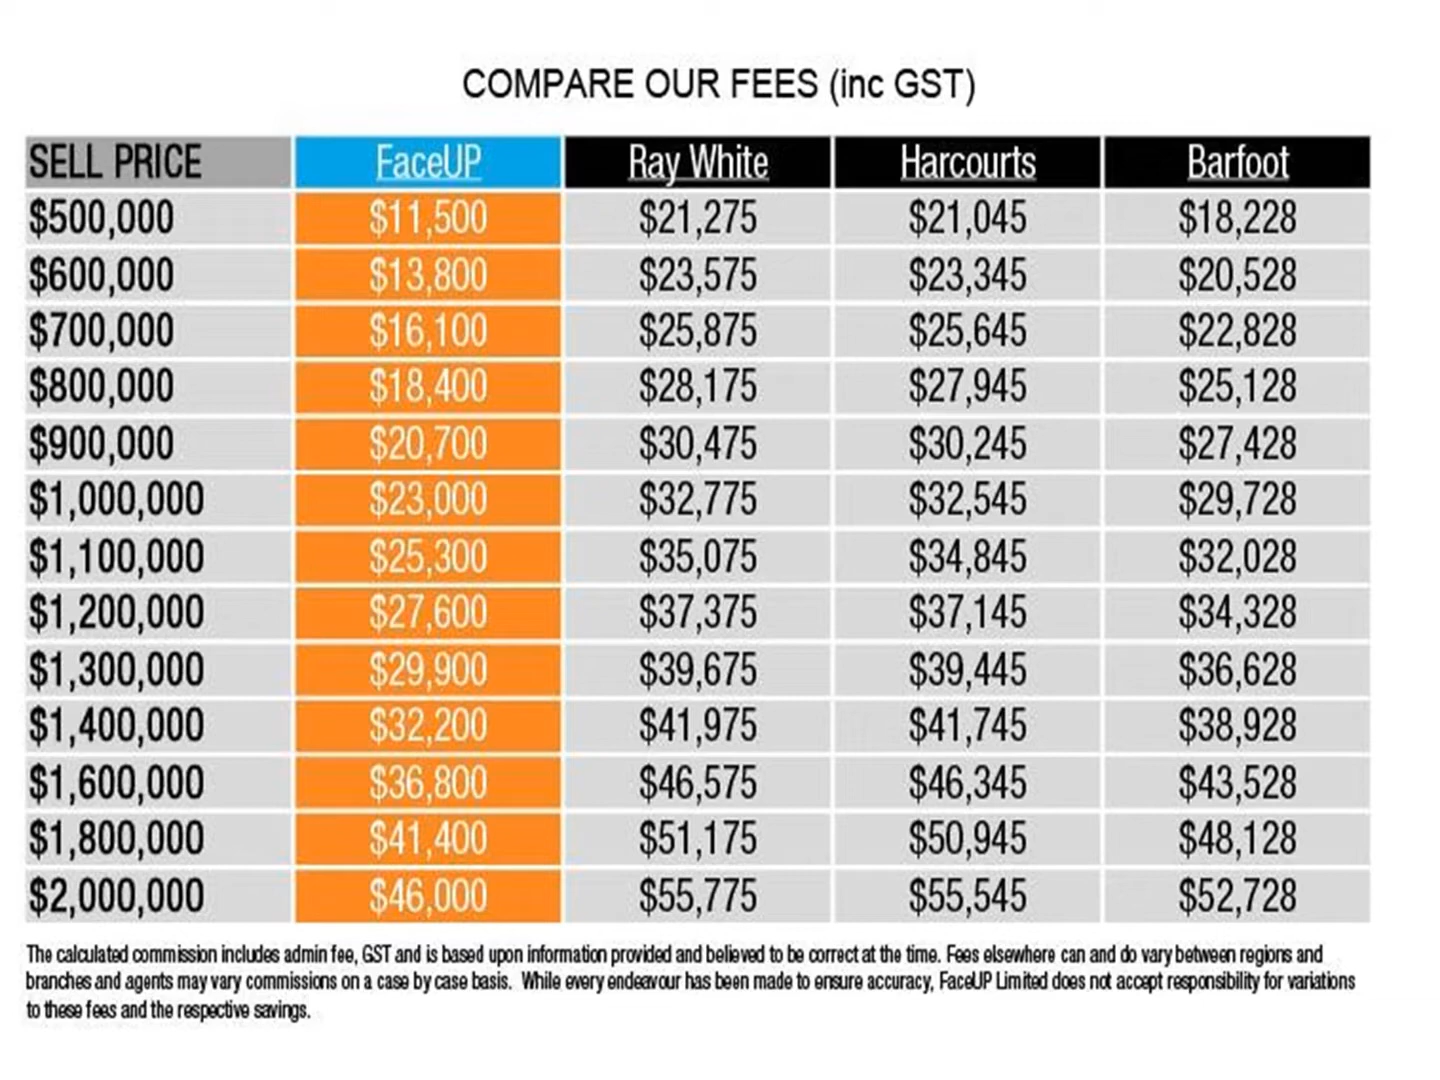 COMPARE OUR FEES (inc GST)
SELL PRICE FaceUP Ray White Harcourts Barfoot
$500,000 $11,500 $21,275 $21,045 $18,228
$600,000 $13,800 $23,575 $23,345 $20,528
$700,000 $16,100 $25,875 $25,645 $22,828
$800,000 $18,400 $28,175 $27,945 $25,128
$900,000 $20,700 $30,475 $30,245 $27,428
$1,000,000 $23,000 $32,775 $32,545 $29,728
$1,100,000 $25,300 $35,075 $34,845 $32,028
$1,200,000 $27,600 $37,375 $37,145 $34,328
$1,300,000 $29,900 $39,675 $39,445 $36,628
$1,400,000 $32,200 $41,975 $41,745 $38,928
$1,600,000 $36,800 $46,575 $46,345 $43,528
$1,800,000 $41,400 $51,175 $50,945 $48,128
$2,000,000 $46,000 $55,775 $55,545 $52,728
The calculated commission includes admin fee, GST and is based upon information provided and believed to be correct at the time. Fees elsewhere can and do vary between regions and
branches and agents may vary commissions on a case by case basis. While every endeavour has been made to ensure accuracy, FaceUP Limited does not accept responsibility for variations
to these fees and the respective savings.